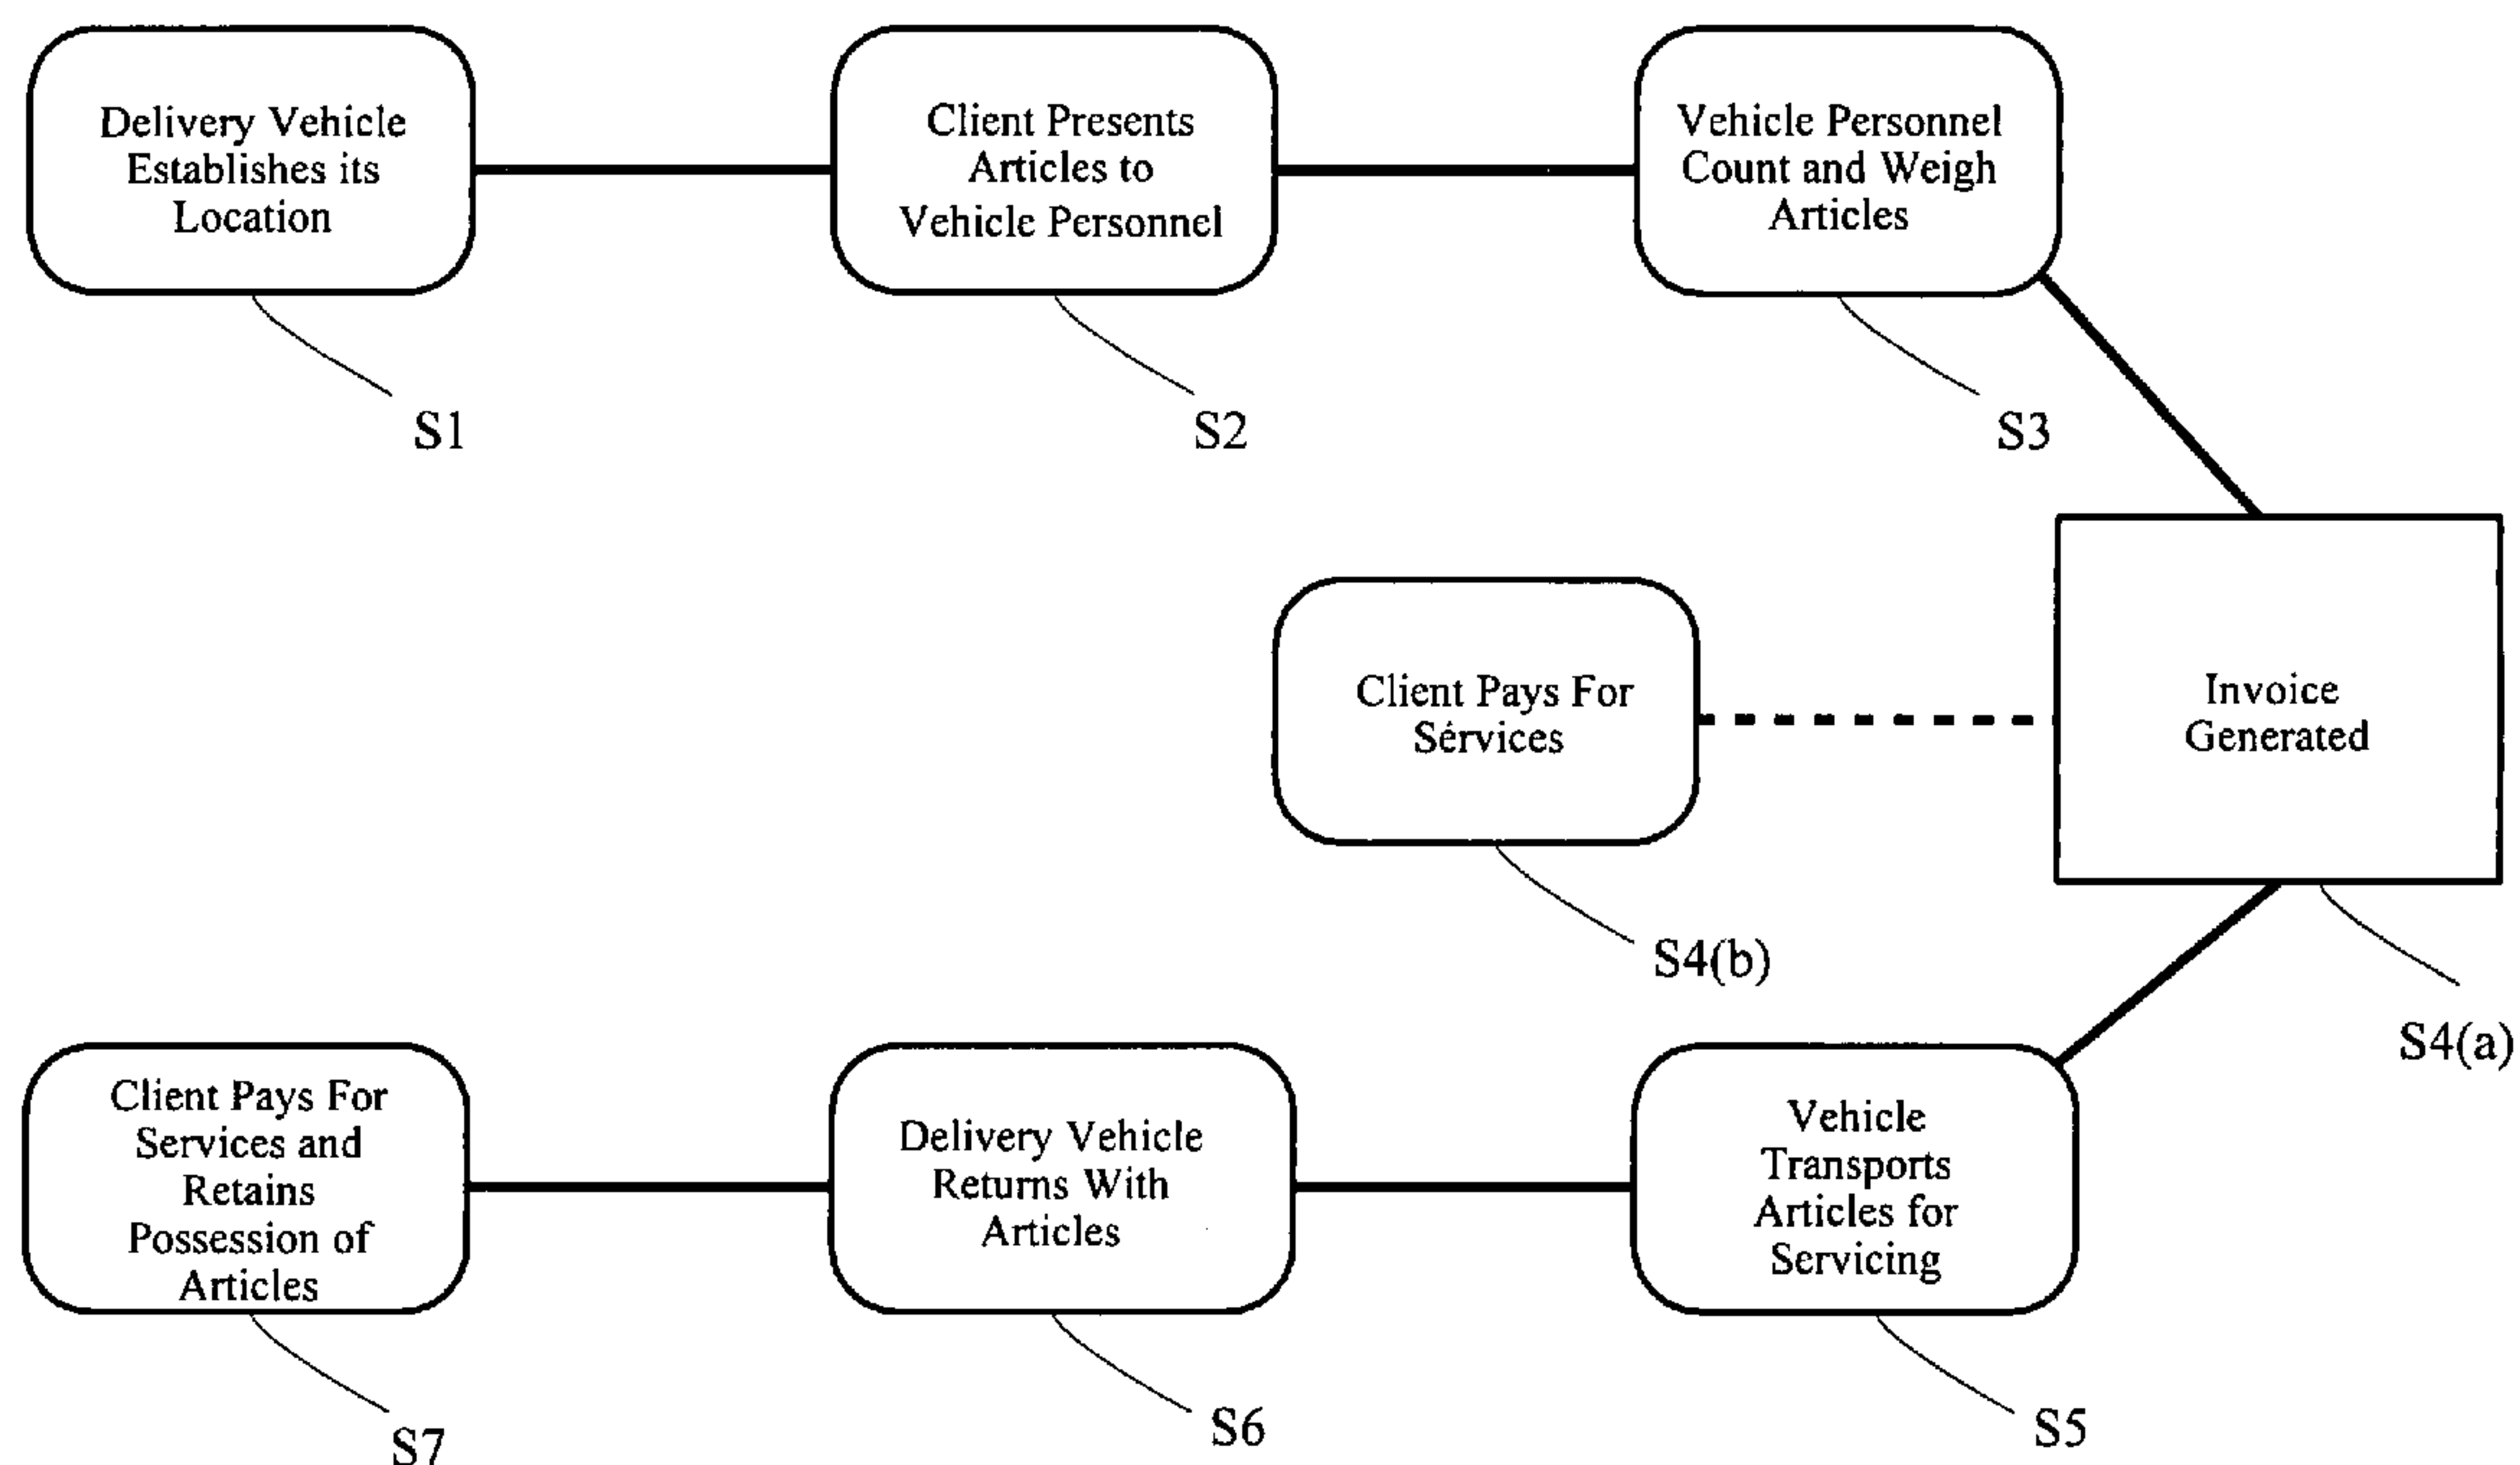 Delivery Vehicle
Establishes its
Location
S1
Client Presents
Articles to
Vehicle Personnel
S2
Vehicle Personnel
Count and Weigh
Articles
S3
Invoice
Generated
S4(a)
Client Pays For
Services
S4(b)
Vehicle
Transports
Articles for
Servicing
S5
Delivery Vehicle
Returns With
Articles
S6
Client Pays For
Services and
Retains
Possession of
Articles
S7